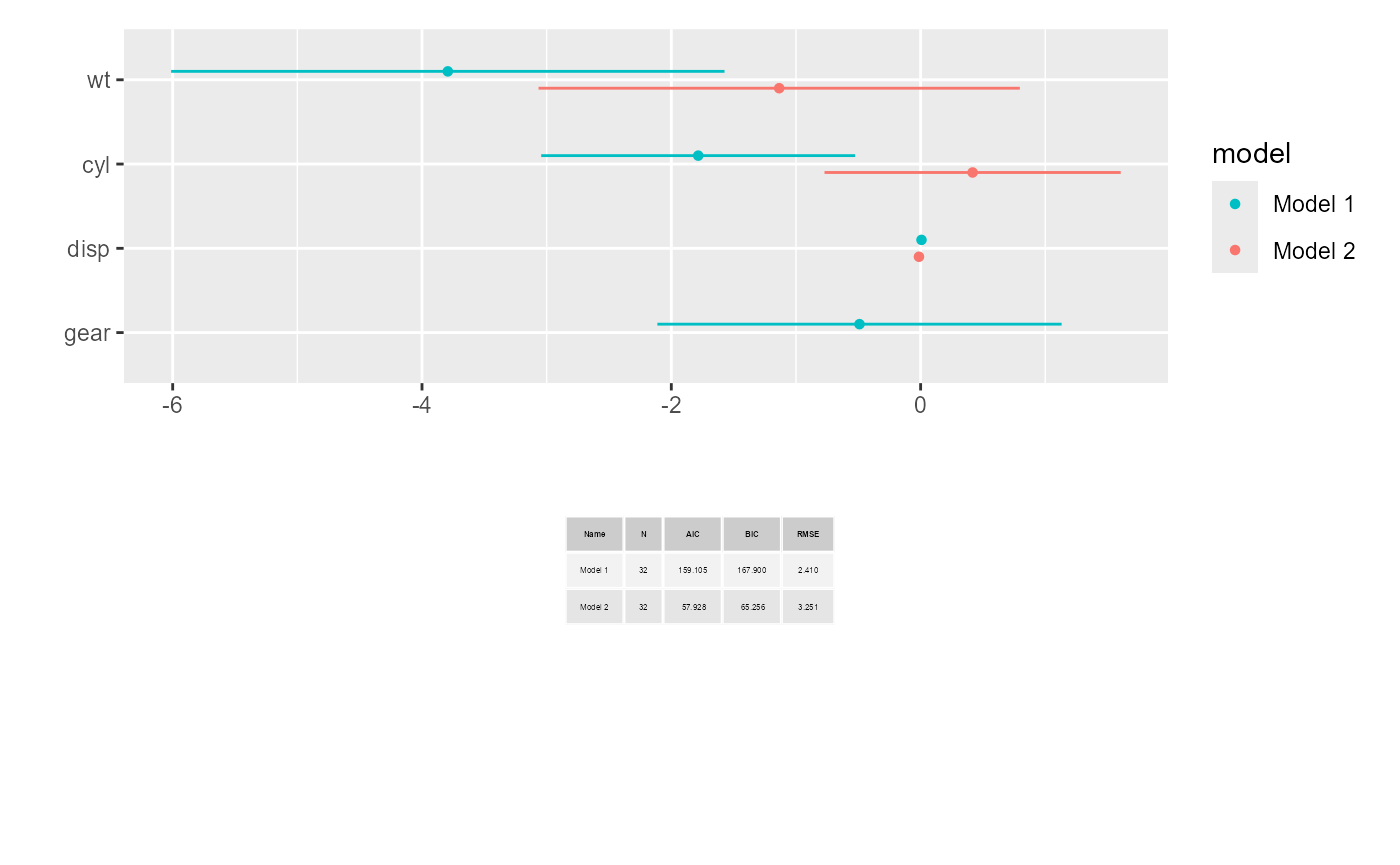 wt
cyl
disp
gear
-6 -4 -2 0
model
Model 1
Model 2
Name N AIC BIC RMSE
Model 1 32 159.105 167.900 2.410
Model 2 32 57.928 65.256 3.251